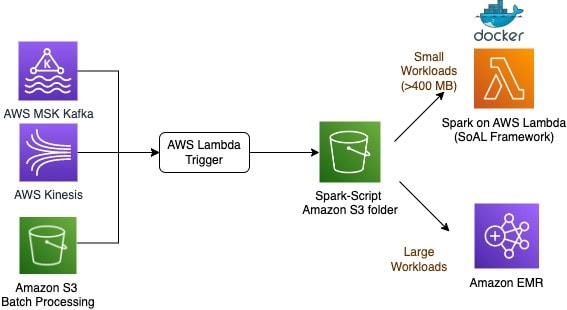 AWS MSK Kafka
AWS Kinesis
Amazon S3
Batch Processing
AWS Lambda
Trigger
Spark-Script
Amazon S3 folder
Small
Workloads
(>400 MB)
docker
Spark on AWS Lambda
(SoAL Framework)
Large
Workloads
Amazon EMR
K